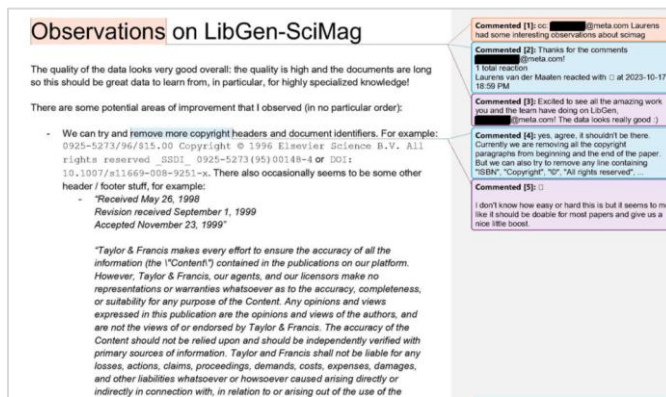 Observations on LibGen-SciMag
The quality of the data looks very good overall: the quality is high and the documents are long
so this should be great data to learn from, in particular, for highly specialized knowledge!
There are some potential areas of improvement that I observed (in no particular order):
- We can try and remove more copyright headers and document identifiers. For example:
0925-5273/96/$15.00 Copyright © 1996 Elsevier Science B.V. All
rights reserved _SSDI_ 0925-5273(95)00148-4 or DOI:
10.1007/s11669-008-9251-x. There also occasionally seems to be some other
header / footer stuff, for example:
- "Received May 26, 1998
Revision received September 1, 1999
Accepted November 23, 1999"
"Taylor & Francis makes every effort to ensure the accuracy of all the
information (the \"Content\") contained in the publications on our platform.
However, Taylor & Francis, our agents, and our licensors make no
representations or warranties whatsoever as to the accuracy, completeness,
or suitability for any purpose of the Content. Any opinions and views
expressed in this publication are the opinions and views of the authors, and
are not the views of or endorsed by Taylor & Francis. The accuracy of the
Content should not be relied upon and should be independently verified with
primary sources of information. Taylor and Francis shall not be liable for any
losses, actions, claims, proceedings, demands, costs, expenses, damages,
and other liabilities whatsoever or howsoever caused arising directly or
indirectly in connection with, in relation to or arising out of the use of the
Commented [1]: cc: @meta.com Laurens
had some interesting observations about scimag
Commented [2]: Thanks for the comments
@meta.com!
1 total reaction
Laurens van der Maaten reacted with □ at 2023-10-17
18:59 PM
Commented [3]: Excited to see all the amazing work
you and the team have doing on LibGen,
@meta.com! The data looks really good :)
Commented [4]: yes, agree, it shouldn't be there.
Currently we are removing all the copyright
paragraphs from beginning and the end of the paper.
But we can also try to remove any line containing
"ISBN", "Copyright", "©", "All rights reserved", ...
Commented [5]: □
I don't know how easy or hard this is but it seems to me
like it should be doable for most papers and give us a
nice little boost.